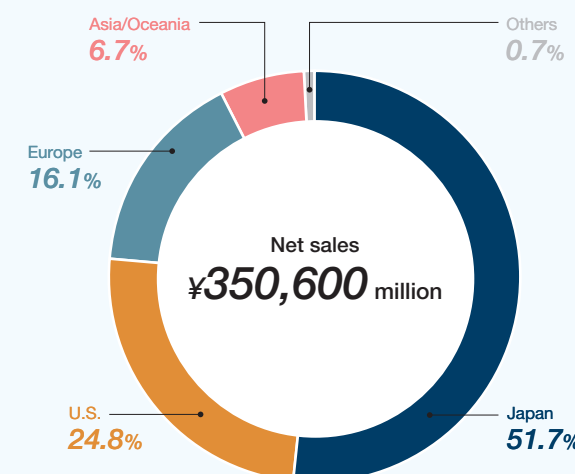 Asia/Oceania
6.7%
Others
0.7%
Europe
16.1%
Net sales
¥350,600 million
U.S.
24.8%
Japan
51.7%